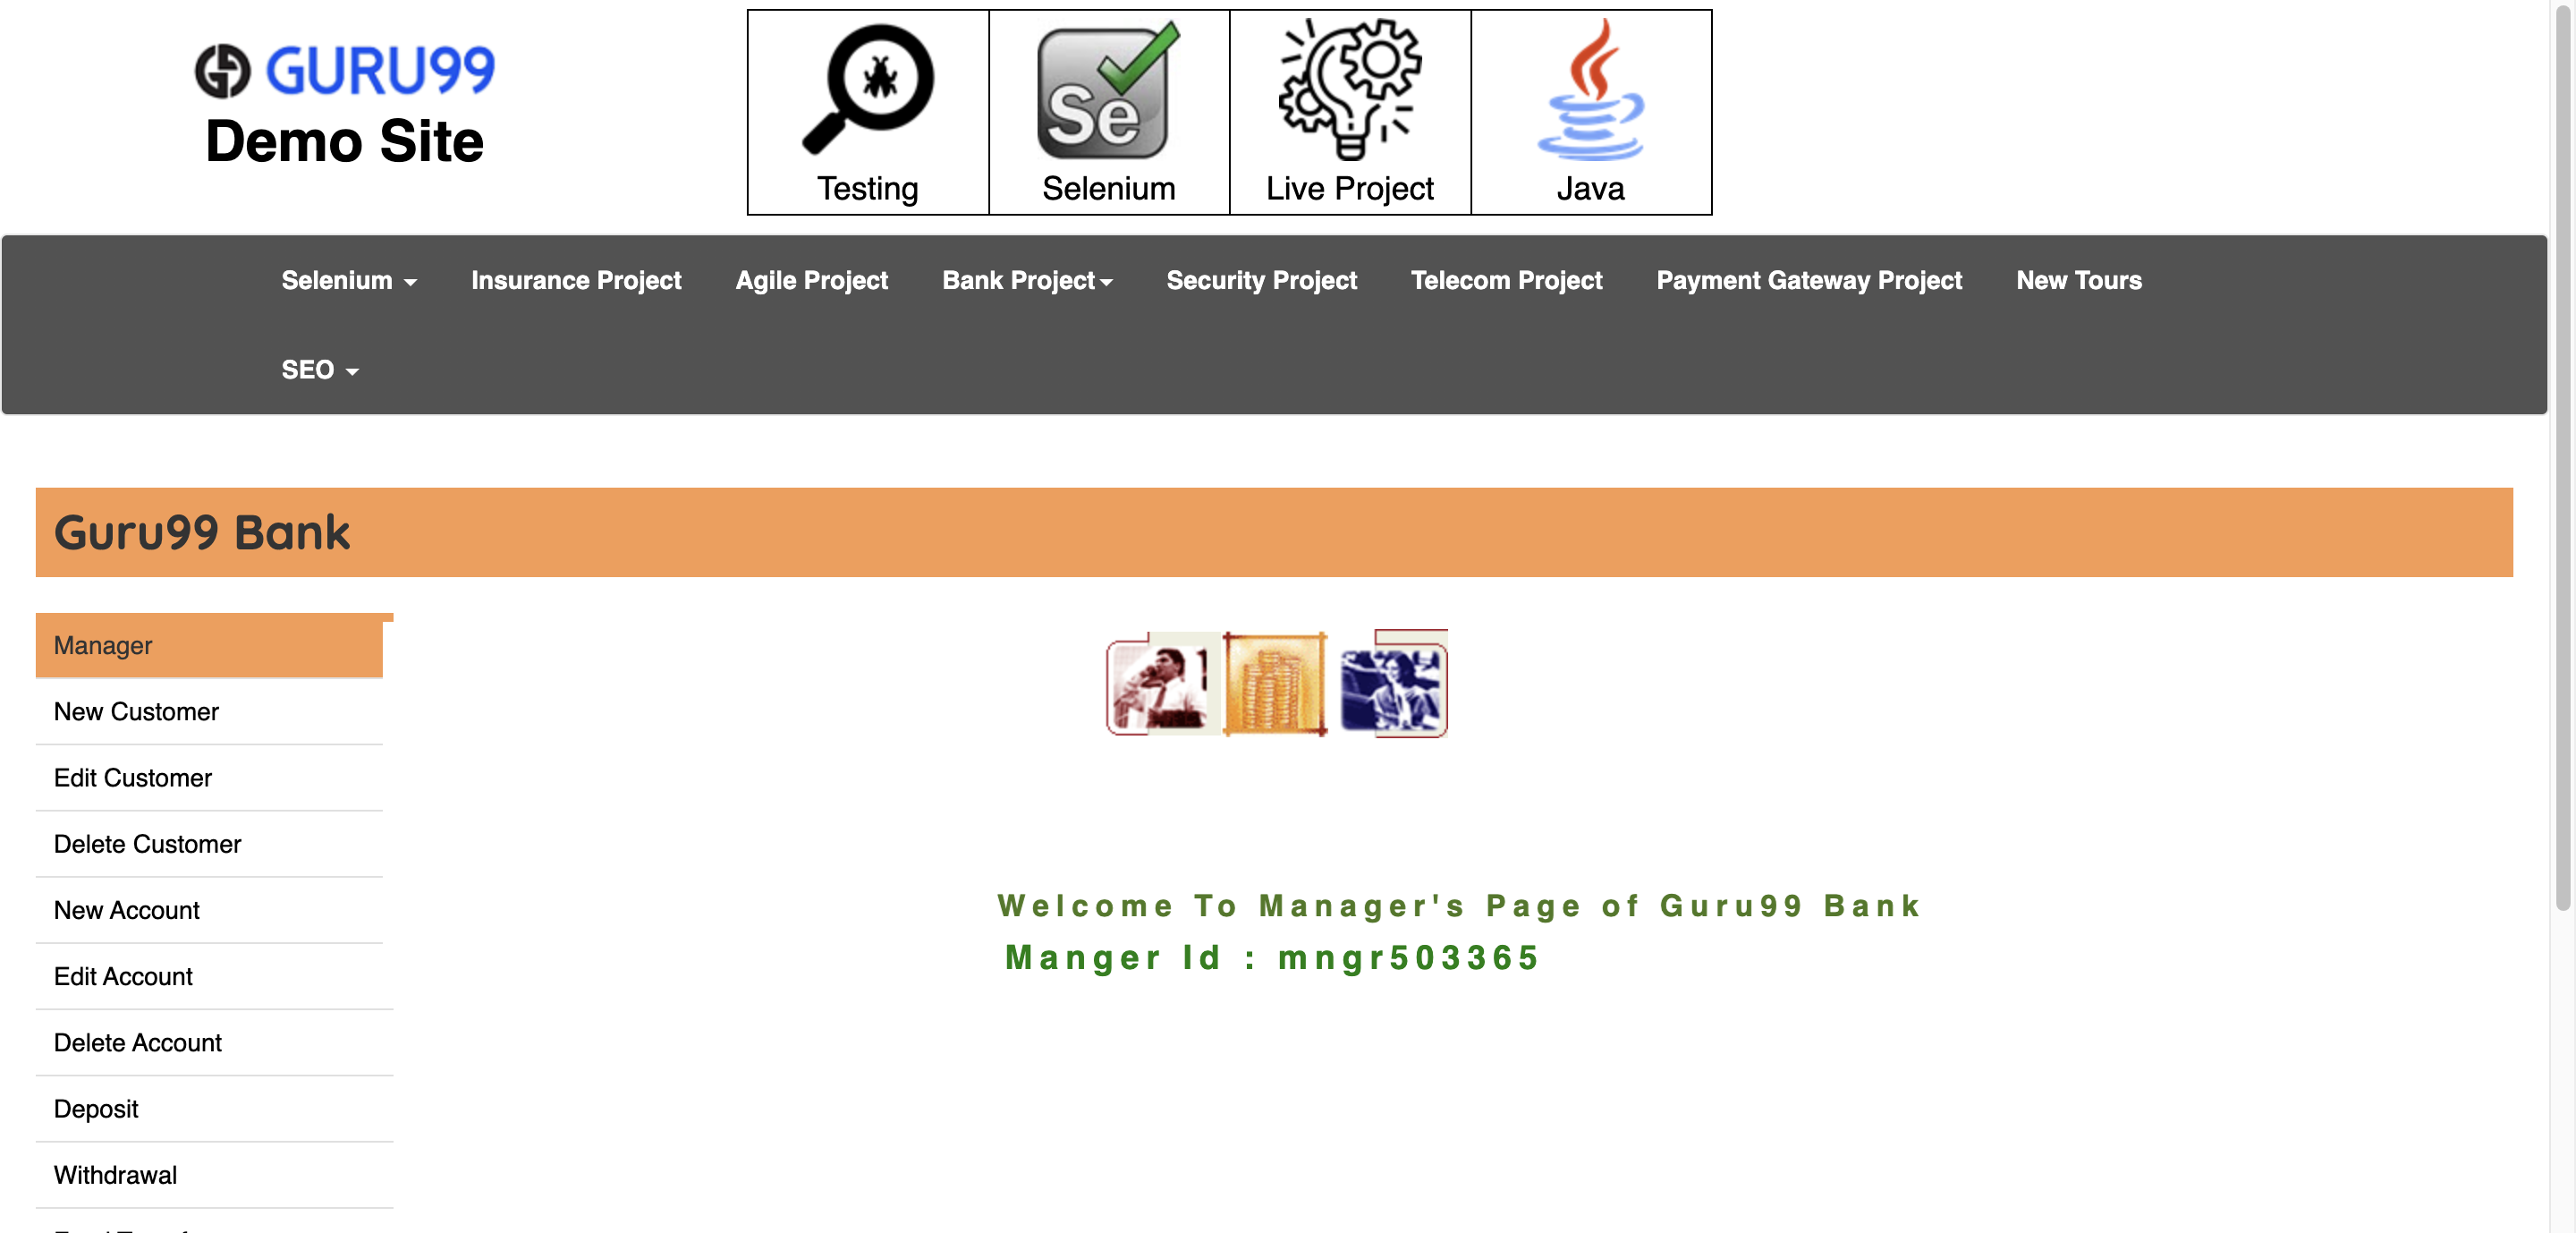 GURU99
Demo Site
Testing
Se
Selenium
Live Project
Java
Selenium
Insurance Project
Agile Project
Bank Project
Security Project
Telecom Project
Payment Gateway Project
New Tours
SEO
Guru99 Bank
Manager
New Customer
Edit Customer
Delete Customer
New Account
Edit Account
Delete Account
Deposit
Withdrawal
Welcome To Manager's Page of Guru99 Bank
Manger Id : mngr503365